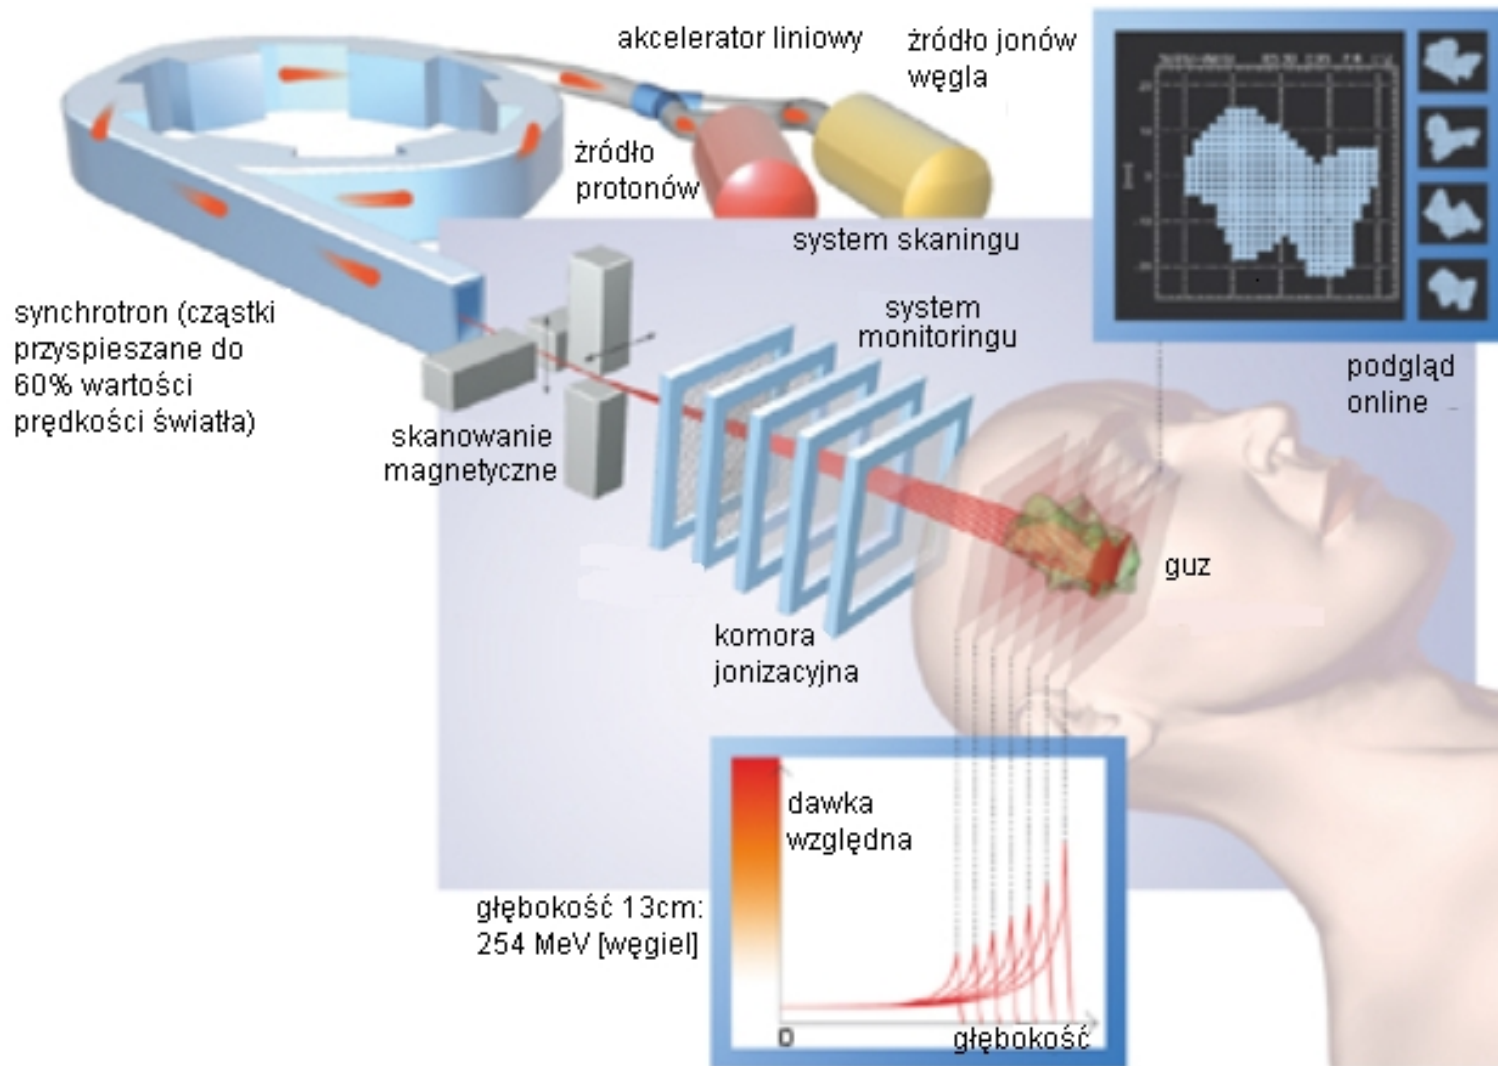 akcelerator liniowy
źródło jonów
węgla
źródło
protonów
system skaningu
system
monitoringu
synchrotron (cząstki
przyspieszane do
60% wartości
prędkości światła)
skanowanie
magnetyczne
podgląd
online
guz
komora
jonizacyjna
dawka
względna
głębokość 13cm:
254 MeV [węgiel]
0
głębokość